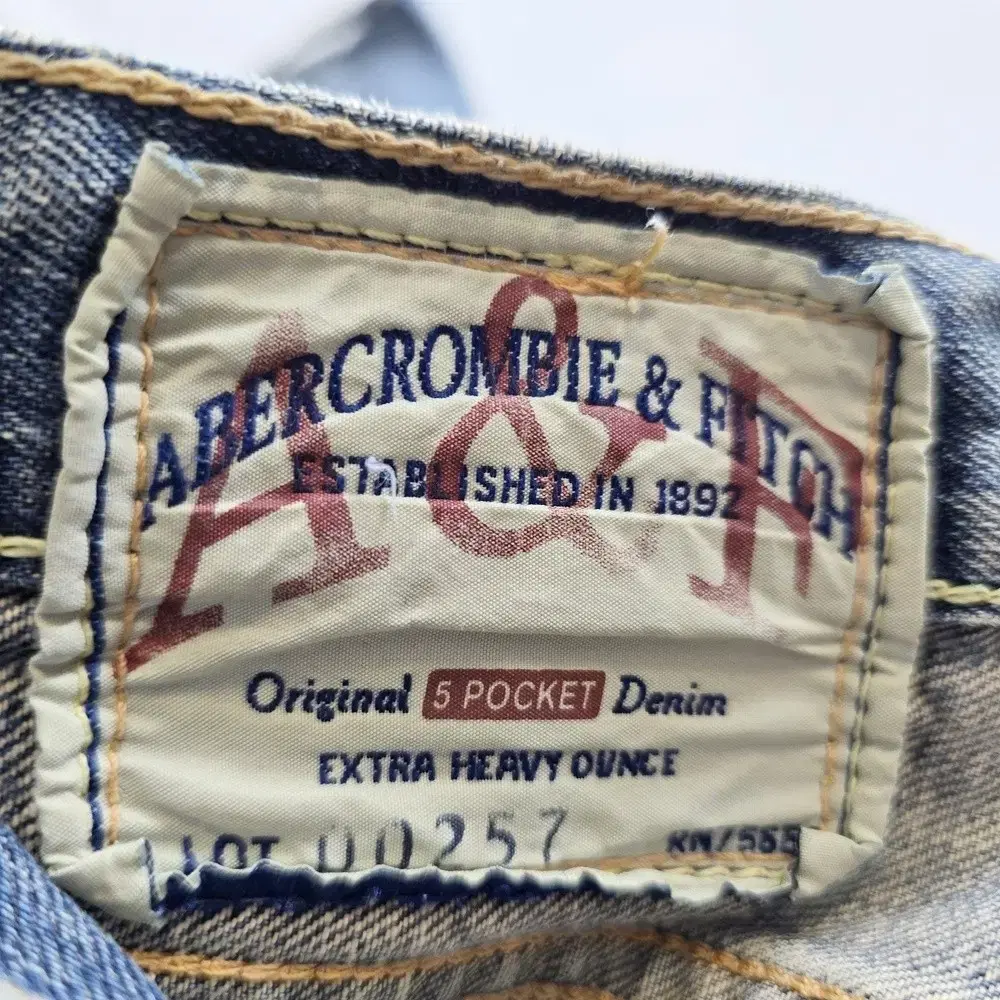 A&F
ABERCROMBIE & FITCH
ESTABLISHED IN 1892
Original 5 POCKET Denim
EXTRA HEAVY OUNCE
LOT 00257